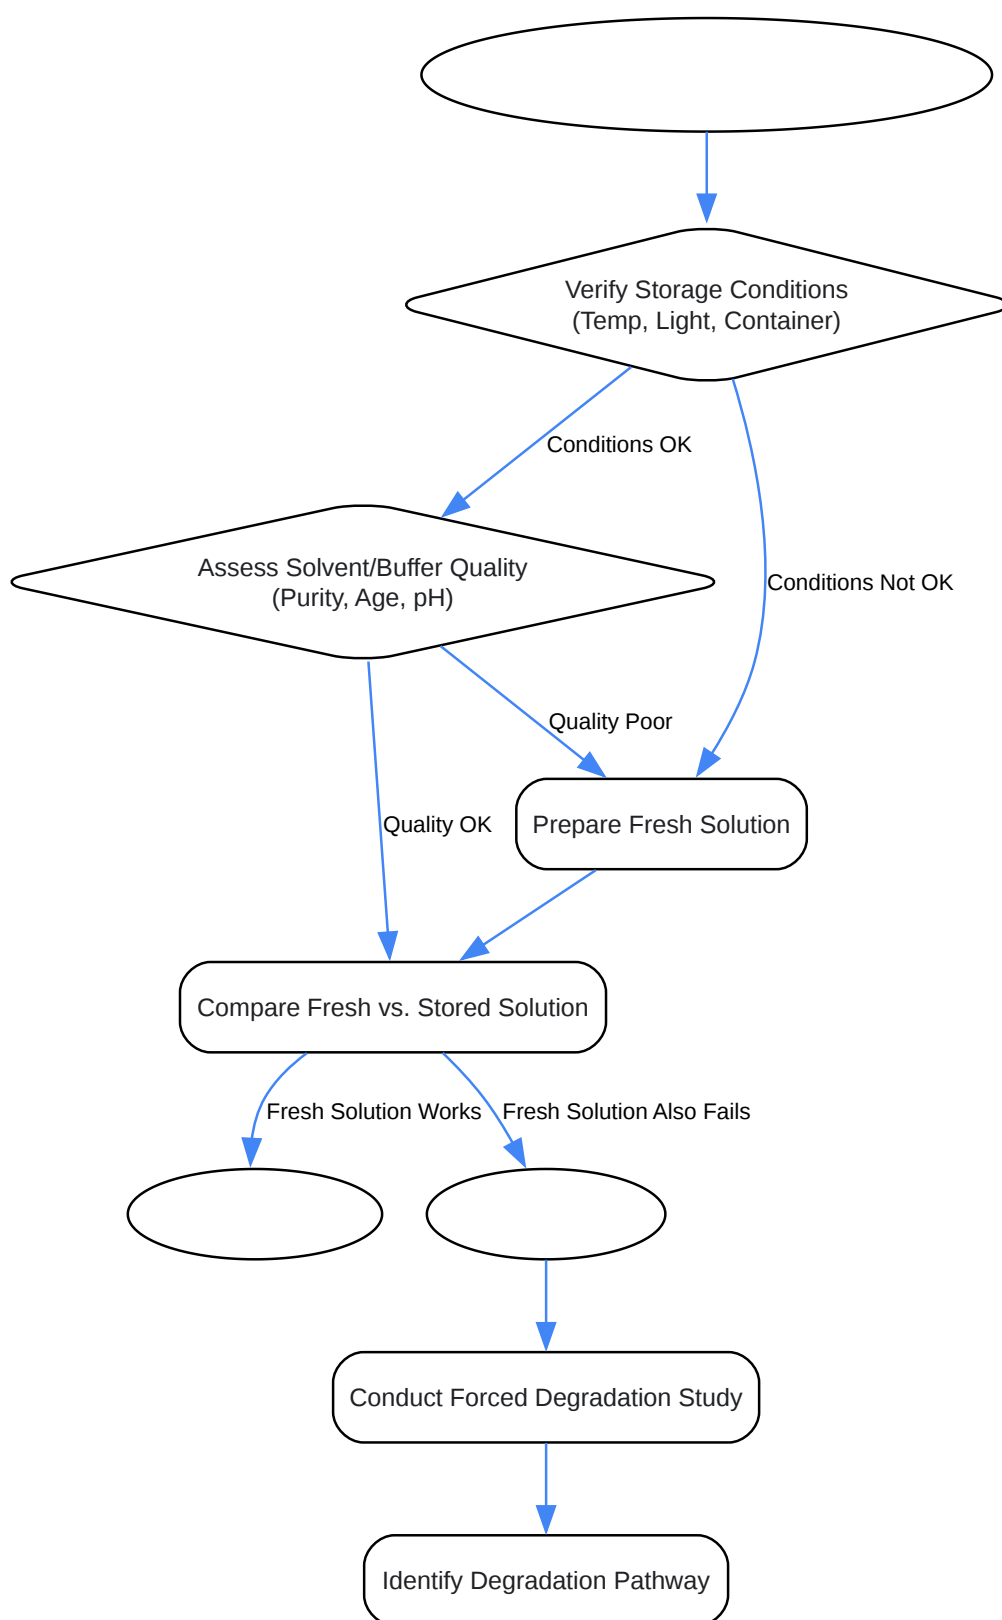 Verify Storage Conditions
(Temp, Light, Container)
Conditions OK
Assess Solvent/Buffer Quality
(Purity, Age, pH)
Conditions Not OK
Quality Poor
Quality OK
Prepare Fresh Solution
Compare Fresh vs. Stored Solution
Fresh Solution Works
Fresh Solution Also Fails
Conduct Forced Degradation Study
Identify Degradation Pathway